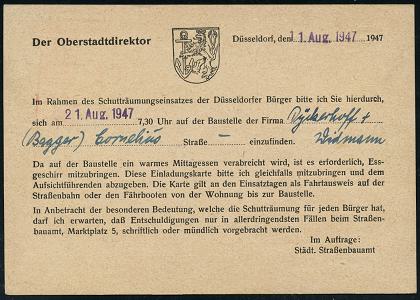 Der Oberstadtdirektor
Düsseldorf, den 11. Aug. 1947 1947
Im Rahmen des Schutträumungseinsatzes der Düsseldorfer Bürger bitte ich Sie hierdurch,
sich am 21. Aug. 1947 7,30 Uhr auf der Baustelle der Firma Dyckerhoff +
(Bagger) Cornelius Straße – einzufinden. Widmann
Da auf der Baustelle ein warmes Mittagessen verabreicht wird, ist es erforderlich, Ess-
geschirr mitzubringen. Diese Einladungskarte bitte ich gleichfalls mitzubringen und dem
Aufsichtführenden abzugeben. Die Karte gilt an den Einsatztagen als Fahrtausweis auf der
Straßenbahn oder den Fährbooten von der Wohnung bis zur Baustelle.
In Anbetracht der besonderen Bedeutung, welche die Schutträumung für jeden Bürger hat,
darf ich erwarten, daß Entschuldigungen nur in allerdringendsten Fällen beim Straßen-
bauamt, Marktplatz 5, schriftlich oder mündlich vorgebracht werden.
Im Auftrage:
Städt. Straßenbauamt